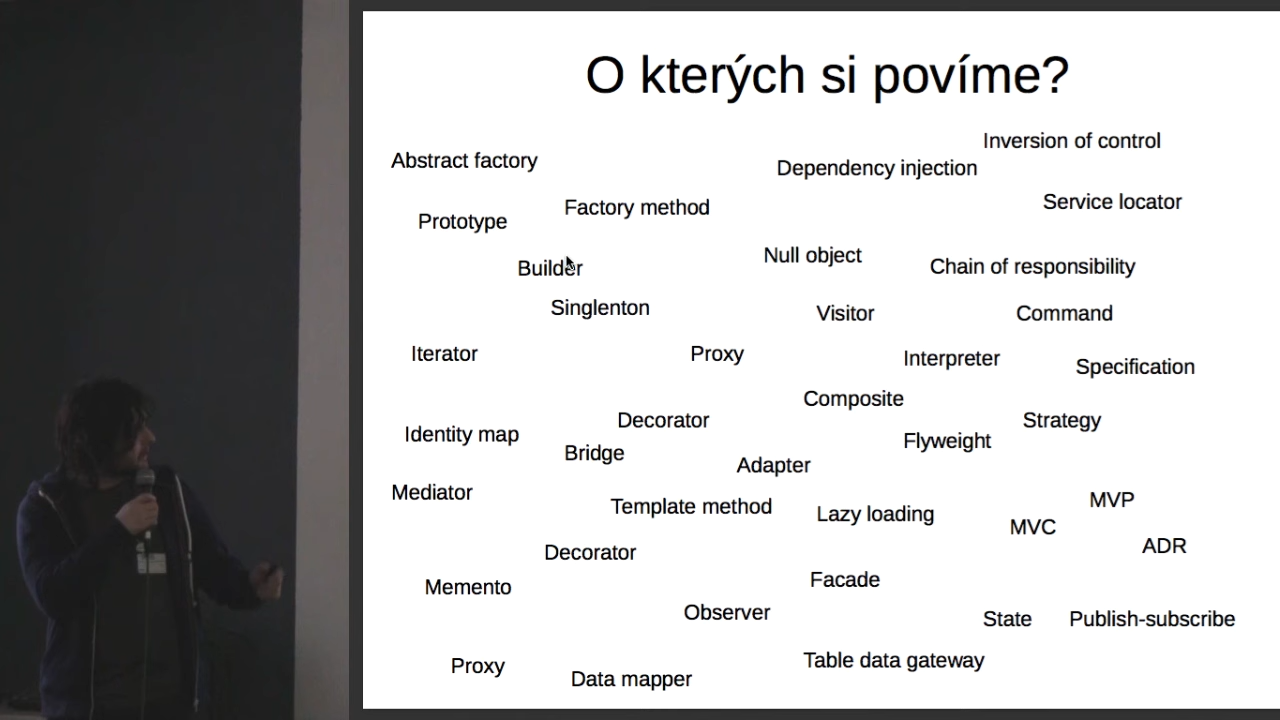 O kterých si povíme?
Inversion of control
Abstract factory
Dependency injection
Service locator
Factory method
Prototype
Null object
Chain of responsibility
Builder
Singlenton
Visitor
Command
Iterator
Proxy
Interpreter
Specification
Composite
Decorator
Strategy
Identity map
Flyweight
Bridge
Adapter
Mediator
MVP
Template method
Lazy loading
MVC
ADR
Decorator
Facade
Memento
Observer
State
Publish-subscribe
Table data gateway
Proxy
Data mapper